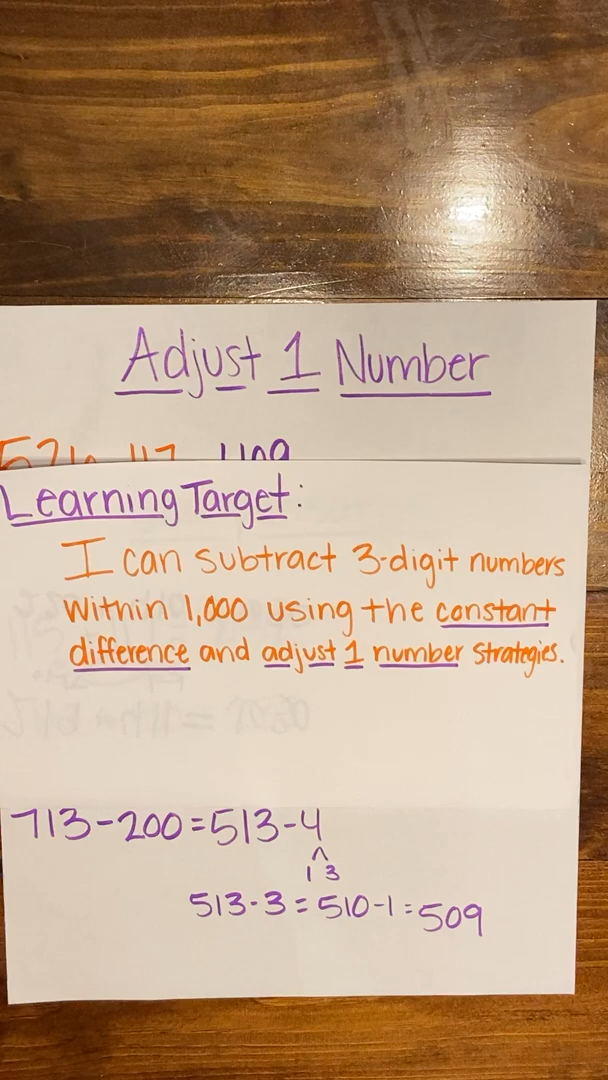 Adjust 1 Number
Learning Target:
I can subtract 3-digit numbers
within 1,000 using the constant
difference and adjust 1 number strategies.
713-200=513-4
1 3
513-3=510-1=509